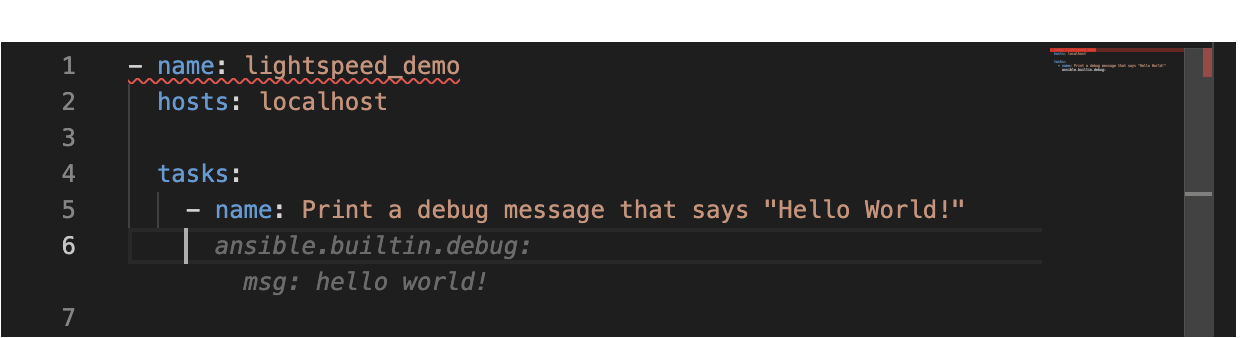 1 - name: lightspeed_demo
2 hosts: localhost
3
4 tasks:
5 - name: Print a debug message that says "Hello World!"
6 ansible.builtin.debug:
msg: hello world!
7